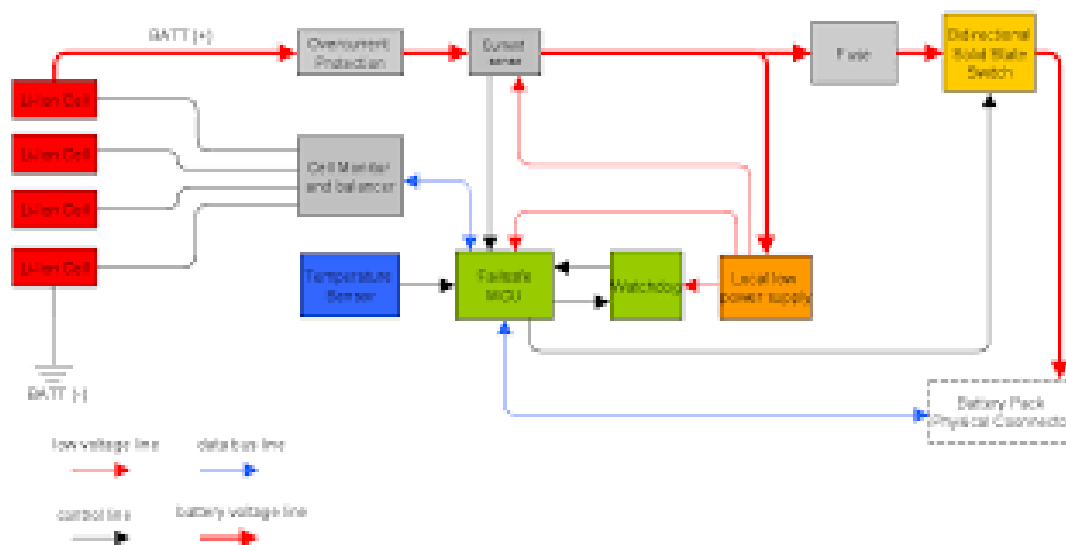 BATT (+)
Overcurrent
Protection
Current
sense
Fuse
Bidirectional
Solid State
Switch
Li-Ion Cell
Li-Ion Cell
Li-Ion Cell
Li-Ion Cell
Cell Monitor
and balancer
Temperature
Sensor
Failsafe
MCU
Watchdog
Local low
power supply
BATT (-)
Battery Pack
Physical Connecto
low voltage line
data bus line
control line
battery voltage line